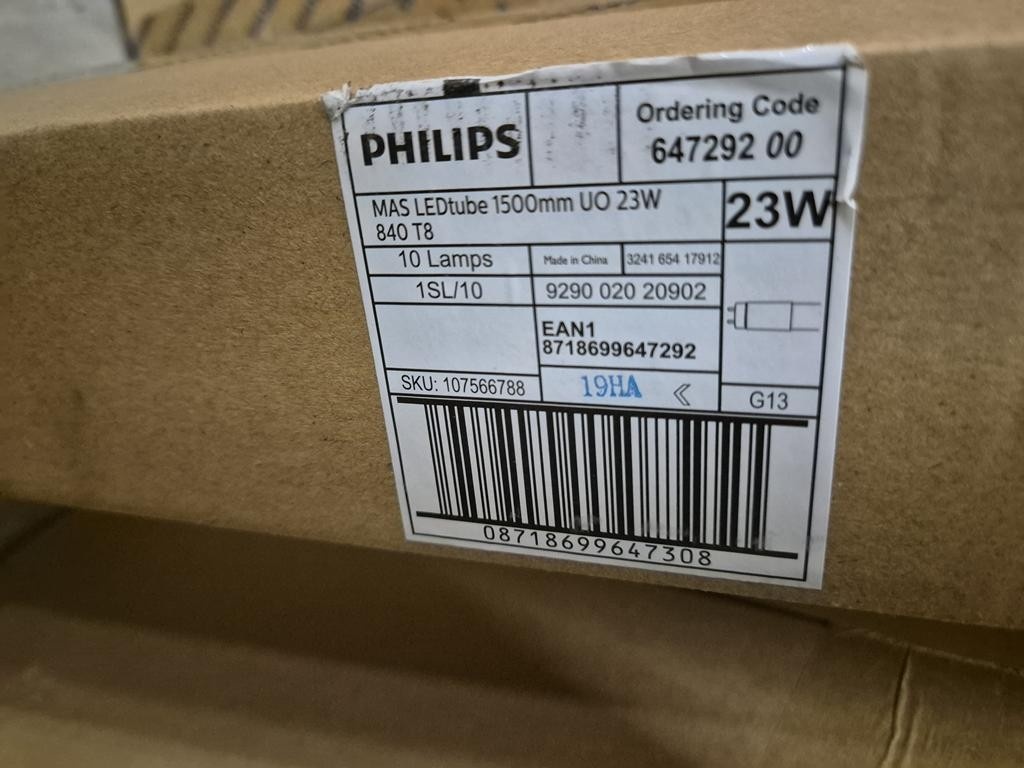 PHILIPS
Ordering Code
647292 00
MAS LEDtube 1500mm UO 23W
840 T8
23W
10 Lamps
Made in China
3241 654 17912
1SL/10
9290 020 20902
EAN1
8718699647292
SKU: 107566788
19HA
G13
08718699647308